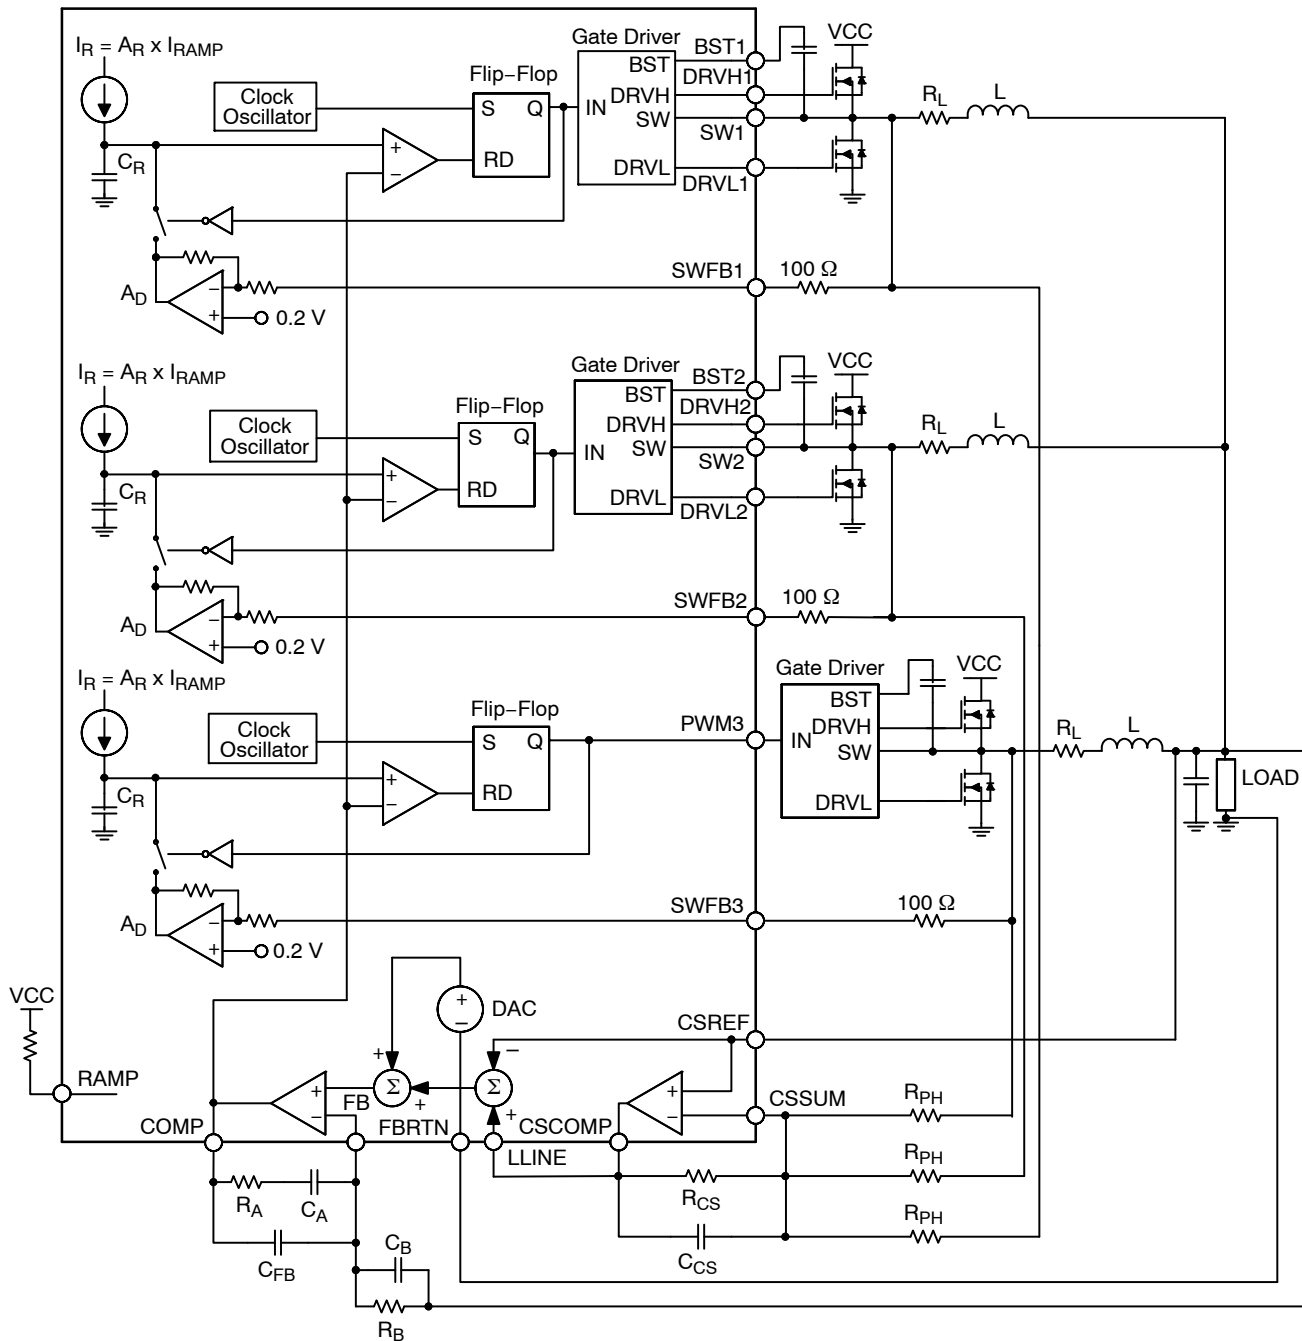 I_R = A_R x I_RAMP
Clock
Oscillator
Flip−Flop
S
Q
RD
Gate Driver
BST
IN
DRVH
SW
DRVL
BST1
DRVH1
SW1
DRVL1
VCC
R_L
L
C_R
+
−
A_D
−
+
0.2 V
SWFB1
100 Ω
I_R = A_R x I_RAMP
Clock
Oscillator
Flip−Flop
S
Q
RD
Gate Driver
BST
DRVH
IN
SW
DRVL
BST2
DRVH2
SW2
DRVL2
VCC
R_L
L
C_R
+
−
A_D
−
+
0.2 V
SWFB2
100 Ω
I_R = A_R x I_RAMP
Clock
Oscillator
Flip−Flop
S
Q
RD
PWM3
Gate Driver
BST
DRVH
IN
SW
DRVL
VCC
R_L
L
LOAD
C_R
+
−
A_D
−
+
0.2 V
SWFB3
100 Ω
VCC
RAMP
+
−
DAC
CSREF
+
−
Σ
Σ
+
+
+
−
FB
+
−
CSSUM
R_PH
COMP
FBRTN
LLINE
CSCOMP
R_PH
R_A
C_A
R_CS
R_PH
C_FB
C_B
C_CS
R_B